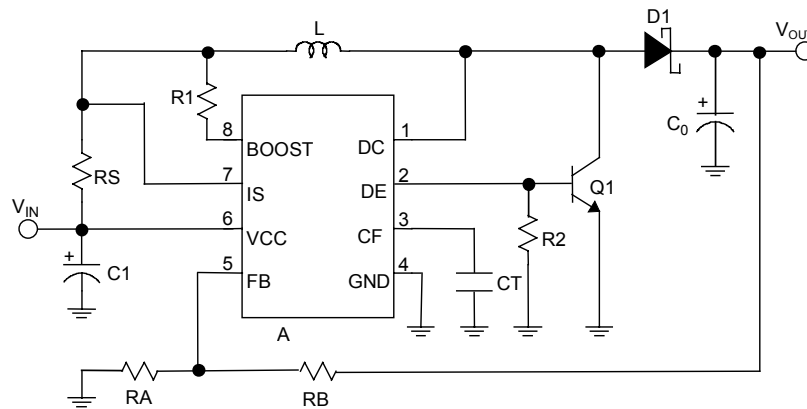 L
D1
VOUT
R1
8
BOOST
DC
1
+
C0
RS
7
IS
DE
2
Q1
VIN
6
VCC
CF
3
R2
+
C1
5
FB
GND
4
CT
A
RA
RB